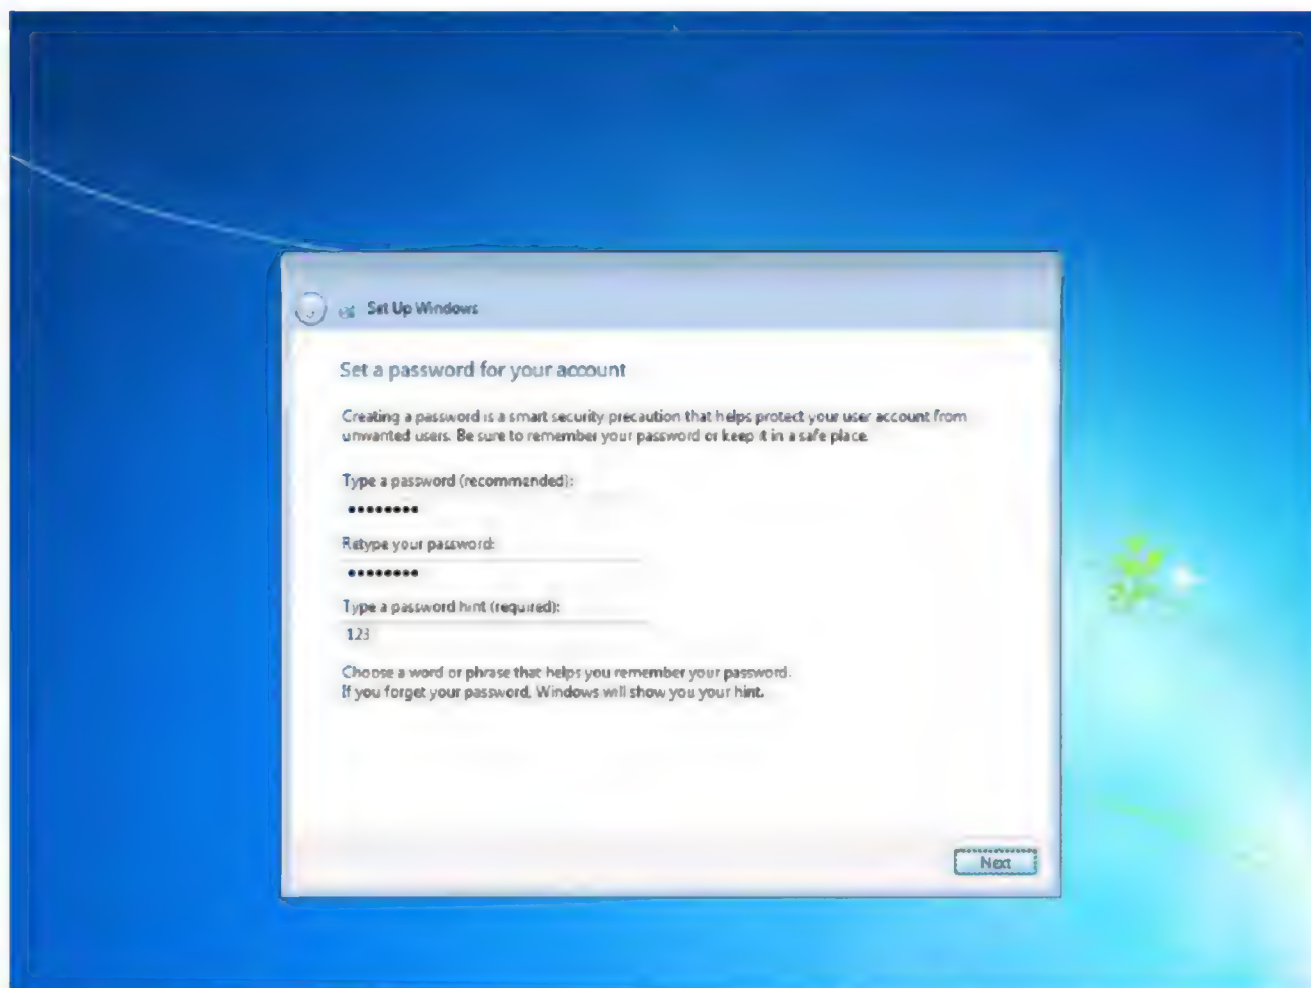 Set Up Windows
Set a password for your account
Creating a password is a smart security precaution that helps protect your user account from
unwanted users. Be sure to remember your password or keep it in a safe place.
Type a password (recommended):
••••••••
Retype your password:
••••••••
Type a password hint (required):
123
Choose a word or phrase that helps you remember your password.
If you forget your password, Windows will show you your hint.
Next